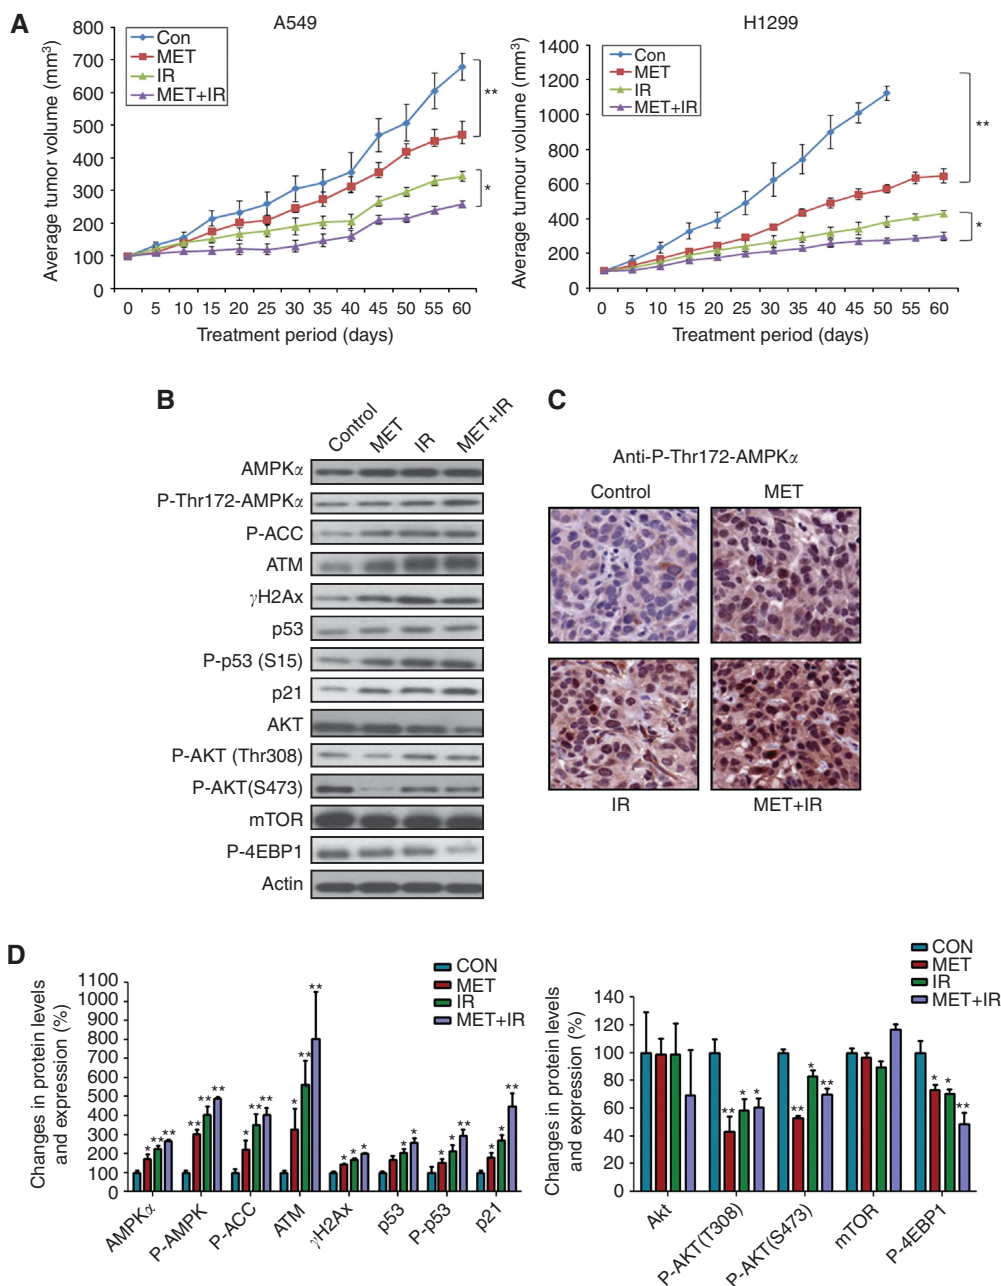 A
A549
Average tumor volume (mm³)
800
700
600
500
400
300
200
100
0
Con
MET
IR
MET+IR
**
*
0 5 10 15 20 25 30 35 40 45 50 55 60
Treatment period (days)
H1299
Average tumour volume (mm³)
1400
1200
1000
800
600
400
200
0
Con
MET
IR
MET+IR
**
*
0 5 10 15 20 25 30 35 40 45 50 55 60
Treatment period (days)
B
Control MET IR MET+IR
AMPKα
P-Thr172-AMPKα
P-ACC
ATM
γH2Ax
p53
P-p53 (S15)
p21
AKT
P-AKT (Thr308)
P-AKT(S473)
mTOR
P-4EBP1
Actin
C
Anti-P-Thr172-AMPKα
Control MET
IR MET+IR
D
Changes in protein levels
and expression (%)
1100
1000
900
800
700
600
500
400
300
200
100
0
CON
MET
IR
MET+IR
* ** **
** ** **
* ** **
* ** **
* * *
* *
* * **
* * **
AMPKα P-AMPK P-ACC ATM γH2Ax p53 P-p53 p21
Changes in protein levels
and expression (%)
140
120
100
80
60
40
20
0
CON
MET
IR
MET+IR
** * *
** * **
* * **
Akt P-AKT(T308) P-AKT(S473) mTOR P-4EBP1